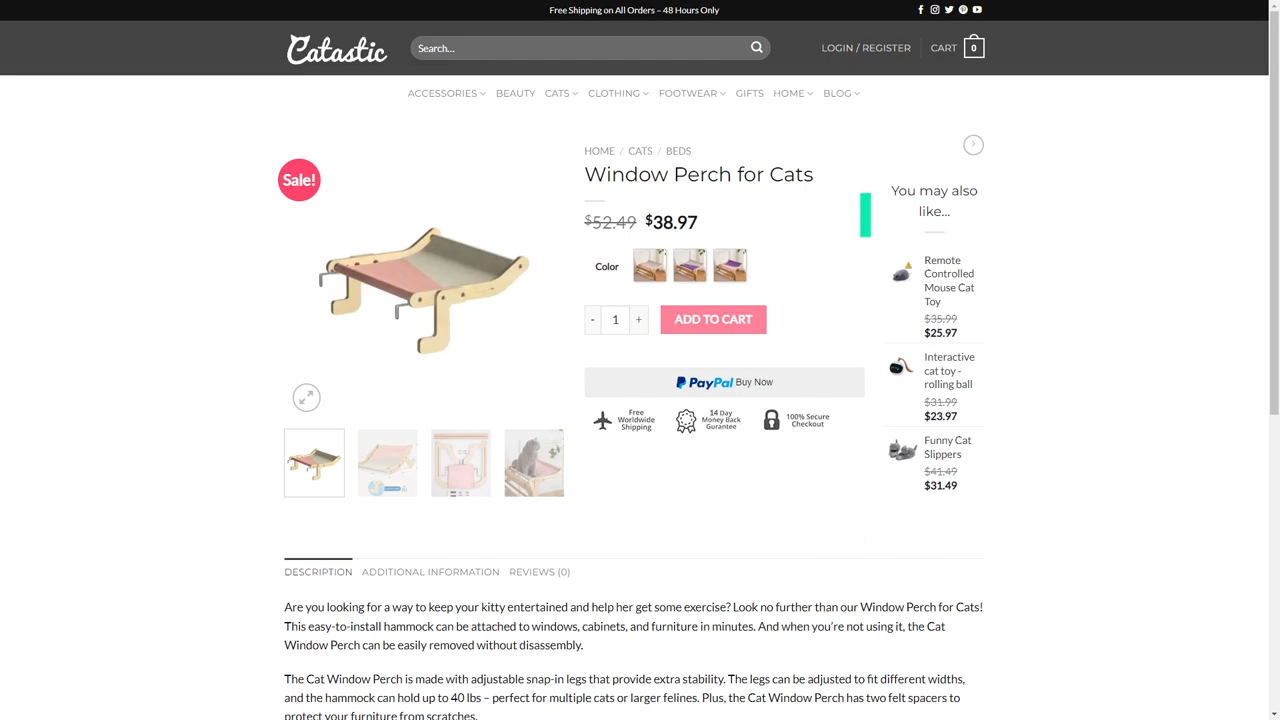 Free Shipping on All Orders – 48 Hours Only
Catastic
Search...
LOGIN / REGISTER
CART
0
ACCESSORIES
BEAUTY
CATS
CLOTHING
FOOTWEAR
GIFTS
HOME
BLOG
Sale!
HOME / CATS / BEDS
Window Perch for Cats
$52.49 $38.97
Color
- 1 +
ADD TO CART
PayPal Buy Now
Free
Worldwide
Shipping
14 Day
Money Back
Gurantee
100% Secure
Checkout
You may also
like...
Remote
Controlled
Mouse Cat
Toy
$35.99
$25.97
Interactive
cat toy -
rolling ball
$31.99
$23.97
Funny Cat
Slippers
$41.49
$31.49
DESCRIPTION
ADDITIONAL INFORMATION
REVIEWS (0)
Are you looking for a way to keep your kitty entertained and help her get some exercise? Look no further than our Window Perch for Cats!
This easy-to-install hammock can be attached to windows, cabinets, and furniture in minutes. And when you're not using it, the Cat
Window Perch can be easily removed without disassembly.
The Cat Window Perch is made with adjustable snap-in legs that provide extra stability. The legs can be adjusted to fit different widths,
and the hammock can hold up to 40 lbs – perfect for multiple cats or larger felines. Plus, the Cat Window Perch has two felt spacers to
protect your furniture from scratches.